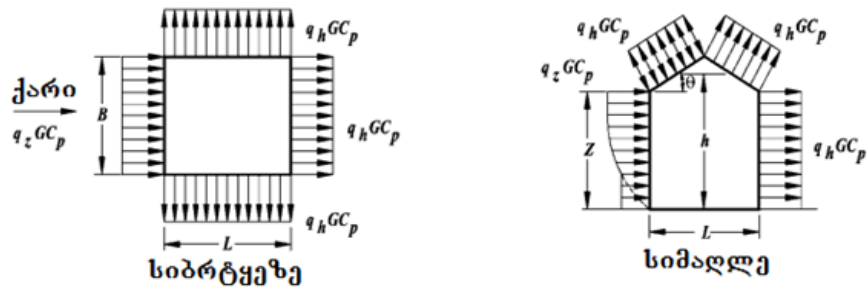 q_h GC_p
ქარი
q_z GC_p
B
q_h GC_p
q_h GC_p
L
სიბრტყეზე
q_h GC_p
q_h GC_p
q_z GC_p
θ
Z
h
q_h GC_p
L
სიმაღლე